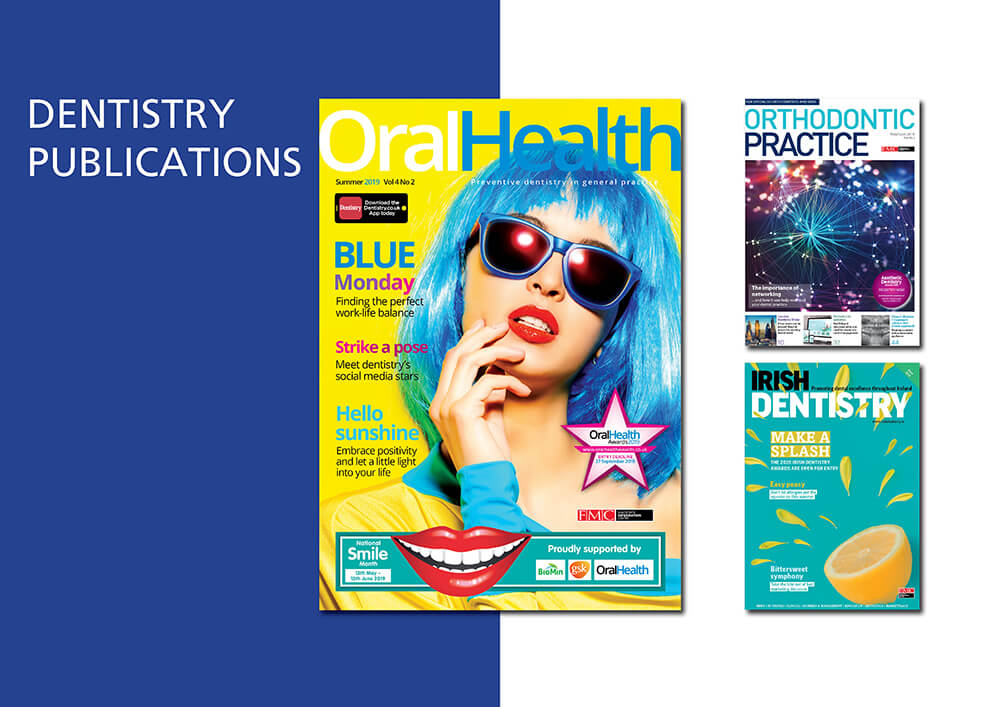 DENTISTRY
PUBLICATIONS
OralHealth
Summer 2019 Vol 4 No 2
Preventive dentistry in general practice
Dentistry
Download the
Dentistry.co.uk
App today
BLUE
Monday
Finding the perfect
work-life balance
Strike a pose
Meet dentistry's
social media stars
Hello
sunshine
Embrace positivity
and let a little light
into your life
OralHealth
Awards2019
www.oralhealthawards.co.uk
ENTRY DEADLINE
27 September 2019
FMC
National
Smile
Month
13th May –
13th June 2019
Proudly supported by
BioMin
gsk
OralHealth
ORTHODONTIC
PRACTICE
FMC
The importance of
networking
Aesthetic
Dentistry
IRISH
Promoting dental excellence throughout Ireland
DENTISTRY
MAKE A
SPLASH
THE 2019 IRISH DENTISTRY
AWARDS ARE OPEN FOR ENTRY
Easy peasy
Bittersweet
symphony
FMC